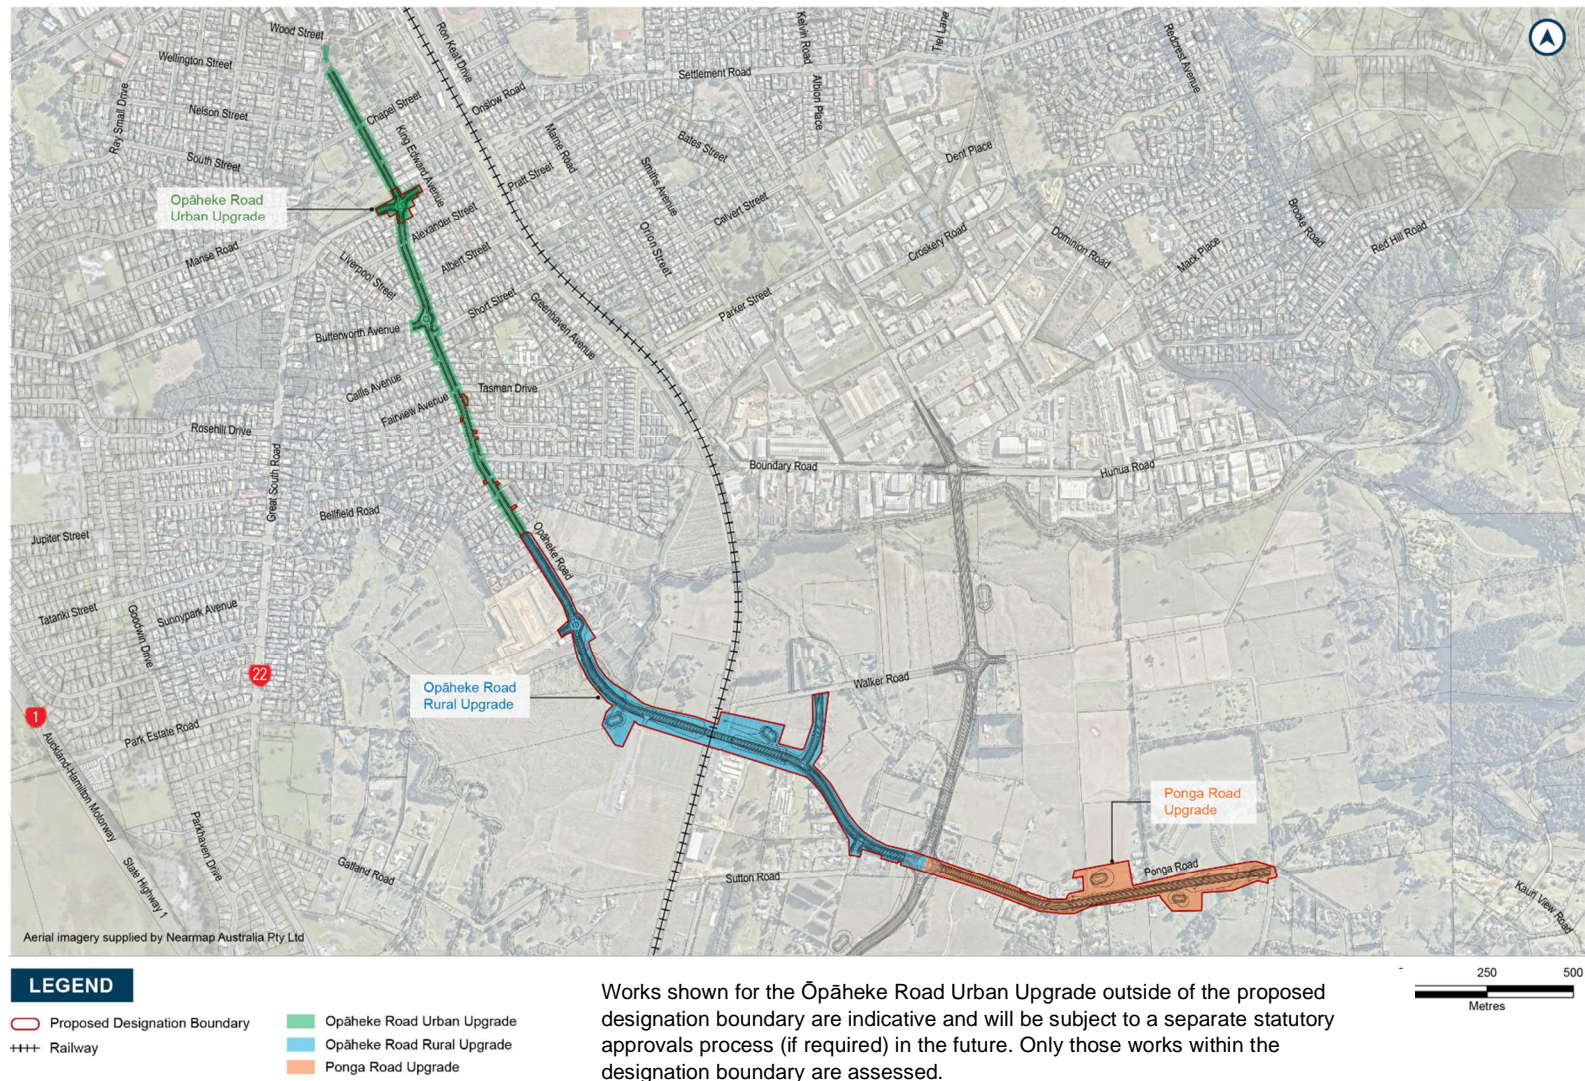 Wood Street
Wellington Street
Ray Small Drive
Nelson Street
South Street
Chapel Street
King Edward Avenue
Ron Keat Drive
Onslow Road
Settlement Road
Kelvin Road
Albion Place
Tiel Lane
Redcrest Avenue
Marne Road
Pratt Street
Bates Street
Smiths Avenue
Calvert Street
Orion Street
Dent Place
Croskery Road
Dominion Road
Mack Place
Brooke Road
Red Hill Road
Opāheke Road
Urban Upgrade
Manse Road
Alexander Street
Albert Street
Liverpool Street
Short Street
Greenhaven Avenue
Parker Street
Butterworth Avenue
Callis Avenue
Tasman Drive
Fairview Avenue
Rosehill Drive
Great South Road
Boundary Road
Hunua Road
Bellfield Road
Jupiter Street
Opāheke Road
Tatariki Street
Goodwin Drive
Sunnypark Avenue
22
1
Opāheke Road
Rural Upgrade
Walker Road
Park Estate Road
Auckland-Hamilton Motorway
State Highway 1
Parkhaven Drive
Gatland Road
Sutton Road
Ponga Road
Upgrade
Ponga Road
Kauri View Road
Aerial imagery supplied by Nearmap Australia Pty Ltd
LEGEND
Proposed Designation Boundary
Railway
Opāheke Road Urban Upgrade
Opāheke Road Rural Upgrade
Ponga Road Upgrade
Works shown for the Ōpāheke Road Urban Upgrade outside of the proposed
designation boundary are indicative and will be subject to a separate statutory
approvals process (if required) in the future. Only those works within the
designation boundary are assessed.
250 500
Metres